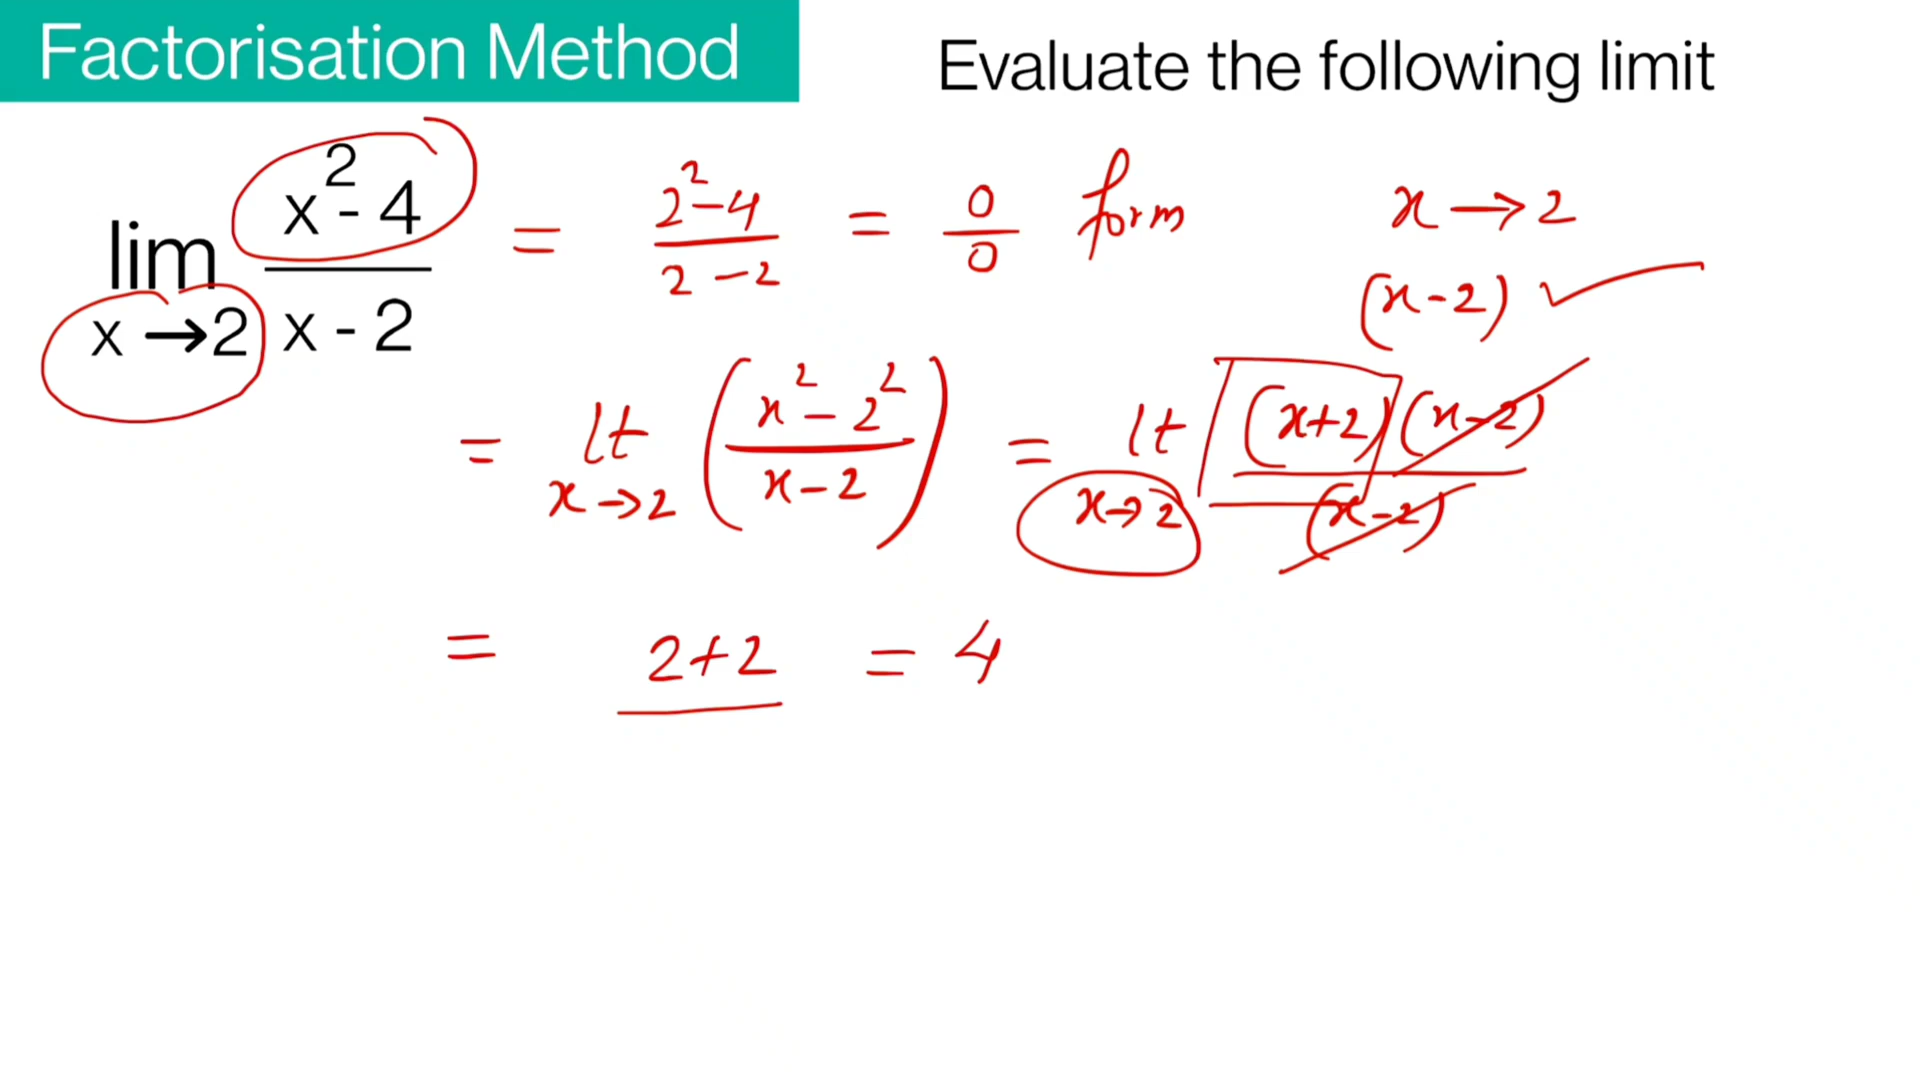 Factorisation Method
Evaluate the following limit
lim x→2 (x² - 4)/(x - 2) = (2² - 4)/(2 - 2) = 0/0 form
x → 2
(x - 2) ✓
= lt x→2 ((x² - 2²)/(x - 2)) = lt x→2 (x+2)(x-2)/(x-2)
= 2+2 = 4